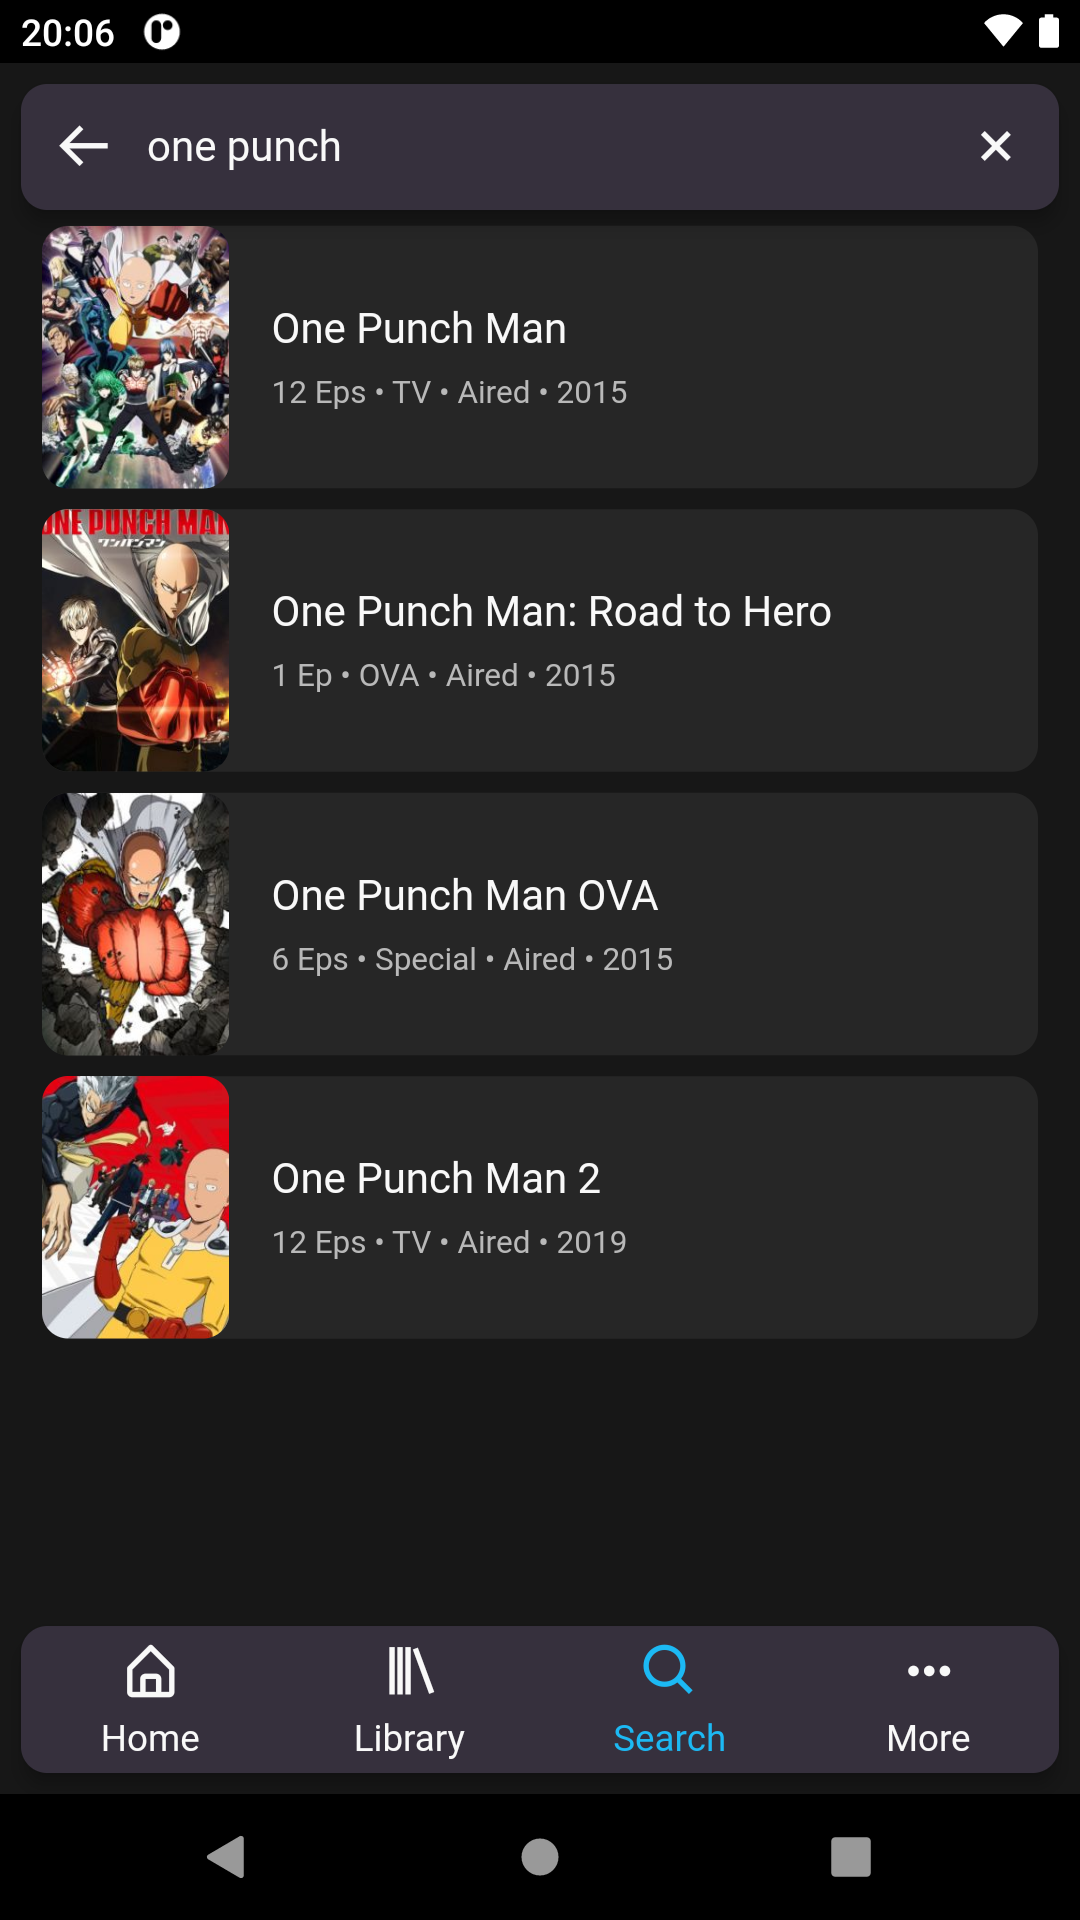 20:06
one punch
One Punch Man
12 Eps • TV • Aired • 2015
ONE PUNCH MAN
ワンパンマン
One Punch Man: Road to Hero
1 Ep • OVA • Aired • 2015
One Punch Man OVA
6 Eps • Special • Aired • 2015
One Punch Man 2
12 Eps • TV • Aired • 2019
Home
Library
Search
More